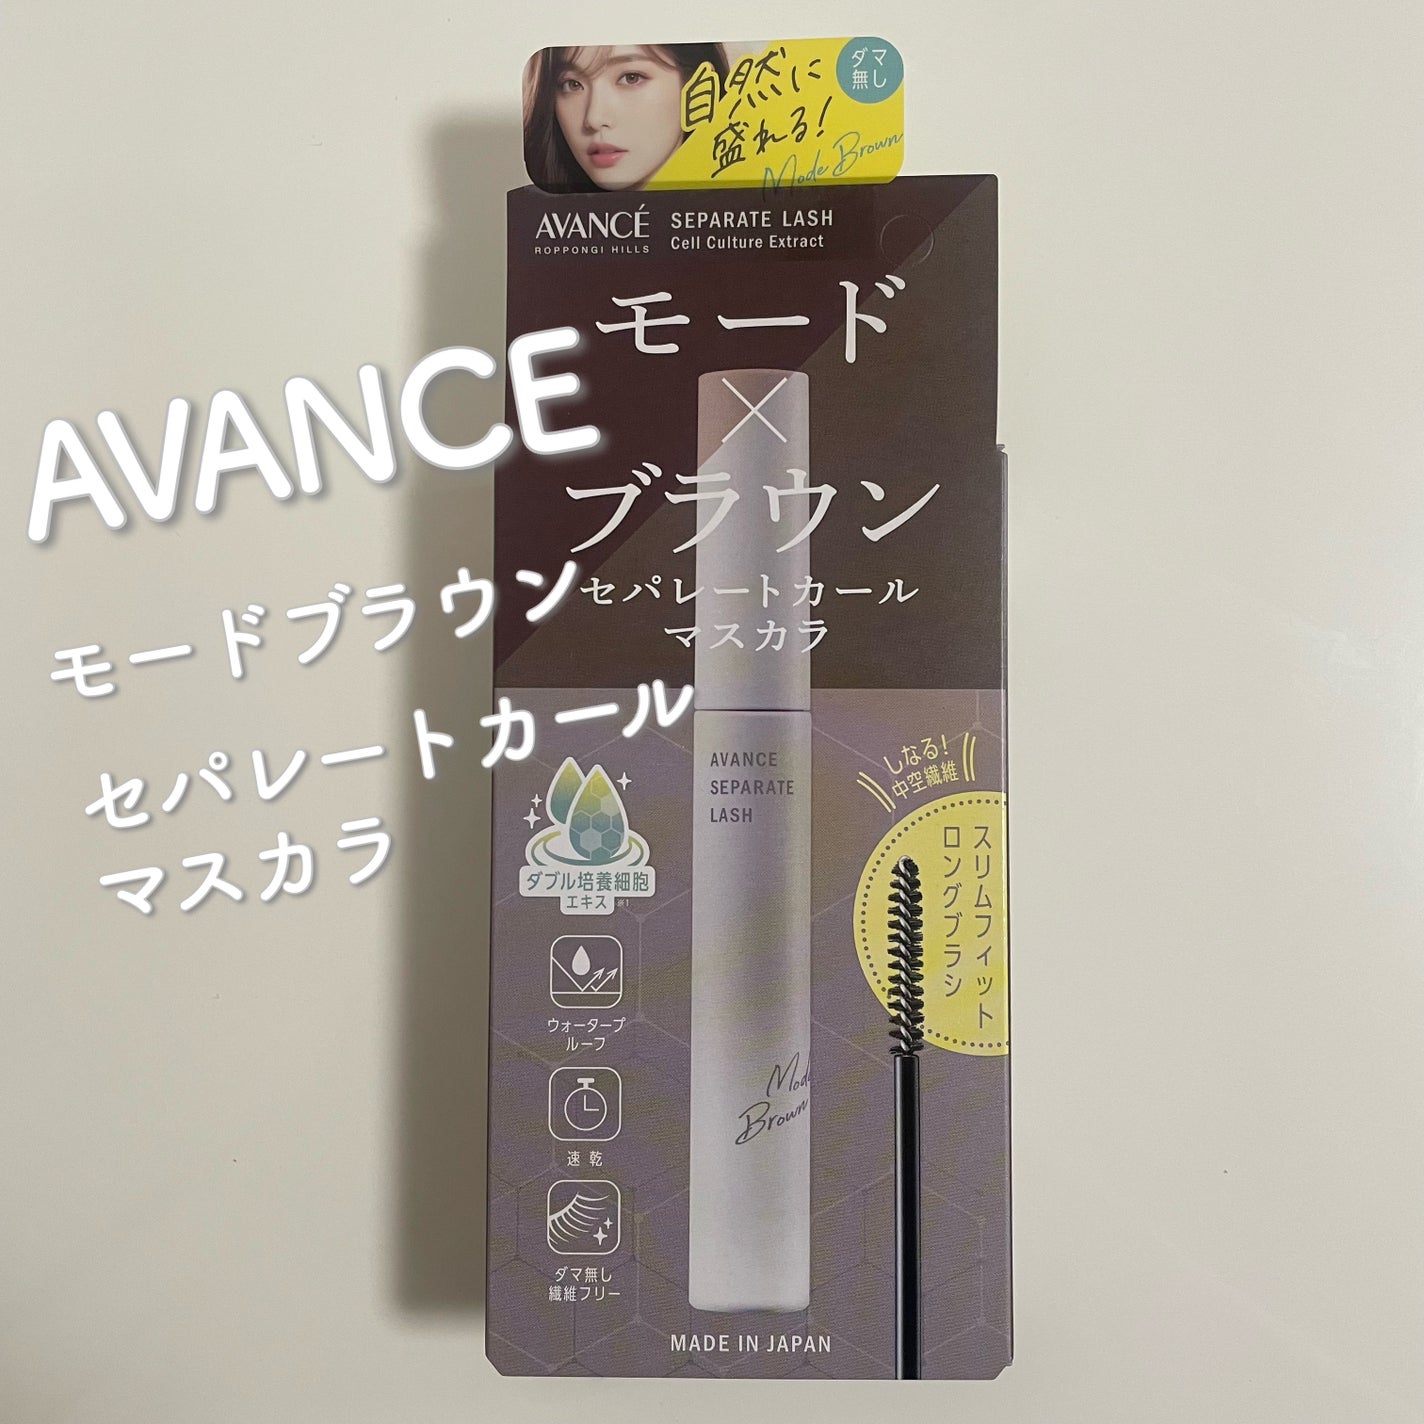 自然に
盛れる!
ダマ
無し
Mode Brown
AVANCÉ
ROPPONGI HILLS
SEPARATE LASH
Cell Culture Extract
モード
×
ブラウン
セパレートカール
マスカラ
AVANCE
モードブラウン
セパレートカール
マスカラ
AVANCE
SEPARATE
LASH
しなる!
中空繊維
スリムフィット
ロングブラシ
ダブル培養細胞
エキス ※1
ウォータープ
ルーフ
速乾
ダマ無し
繊維フリー
Mode
Brown
MADE IN JAPAN